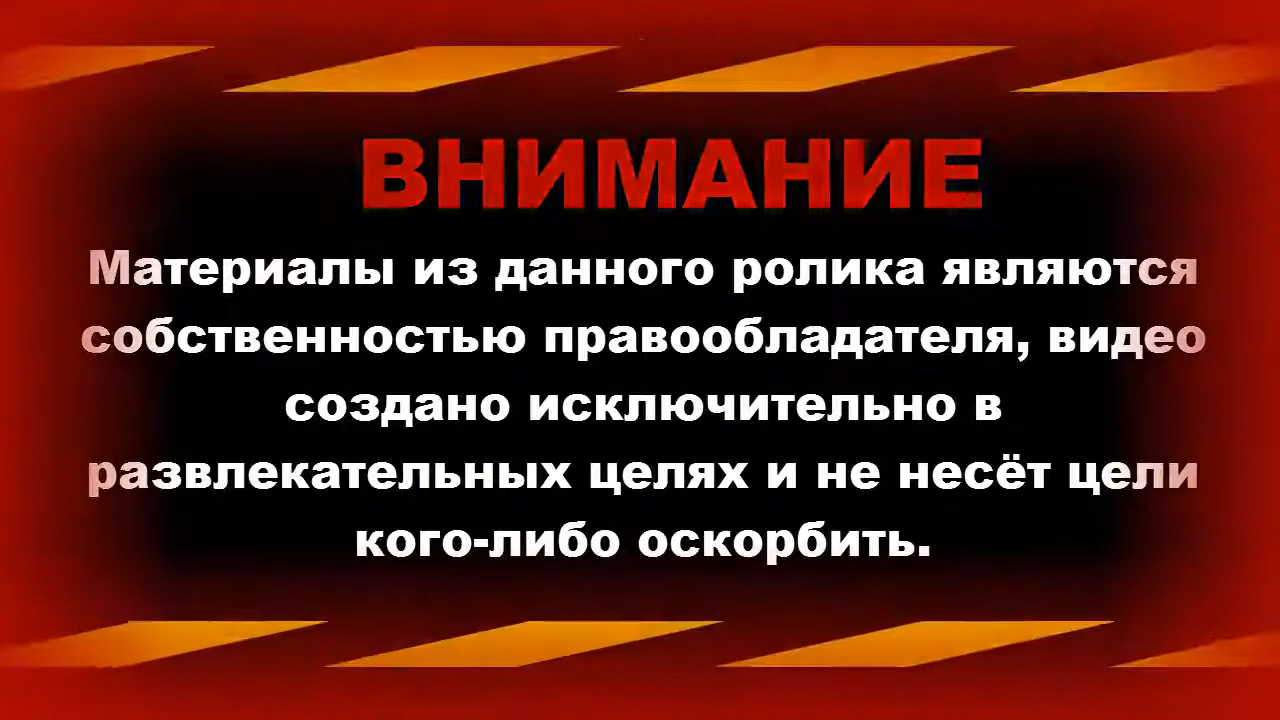 ВНИМАНИЕ
Материалы из данного ролика являются
собственностью правообладателя, видео
создано исключительно в
развлекательных целях и не несёт цели
кого-либо оскорбить.